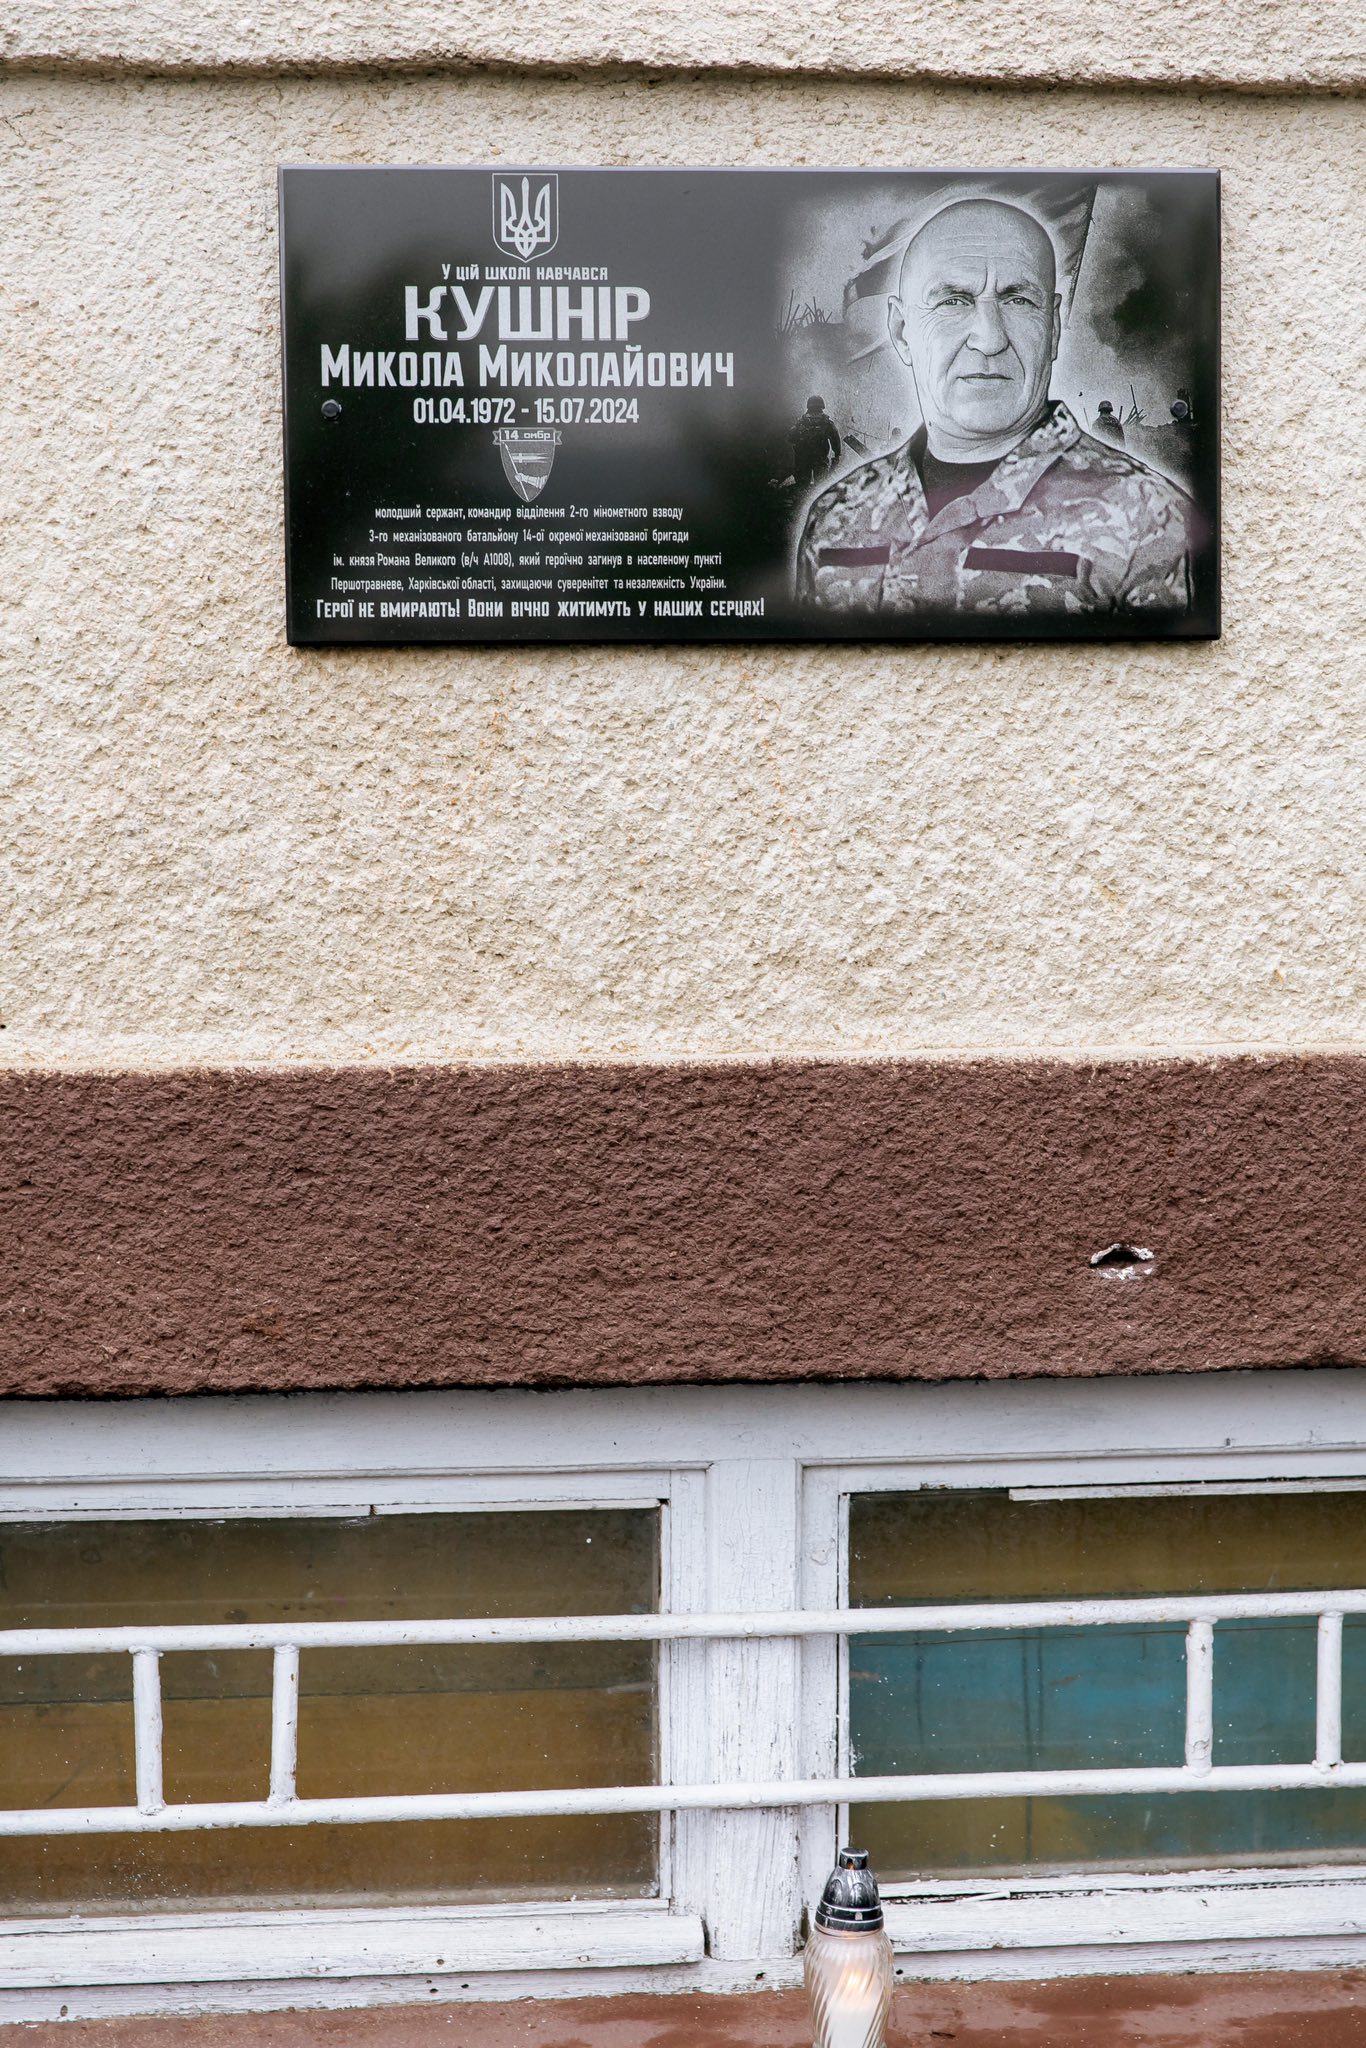 У ЦІЙ ШКОЛІ НАВЧАВСЯ
КУШНІР
МИКОЛА МИКОЛАЙОВИЧ
01.04.1972 - 15.07.2024
14 омбр
молодший сержант, командир відділення 2-го мінометного взводу
3-го механізованого батальйону 14-ої окремої механізованої бригади
ім. князя Романа Великого (в/ч А1008), який героїчно загинув в населеному пункті
Першотравневе, Харківської області, захищаючи суверенітет та незалежність України.
ГЕРОЇ НЕ ВМИРАЮТЬ! ВОНИ ВІЧНО ЖИТИМУТЬ У НАШИХ СЕРЦЯХ!